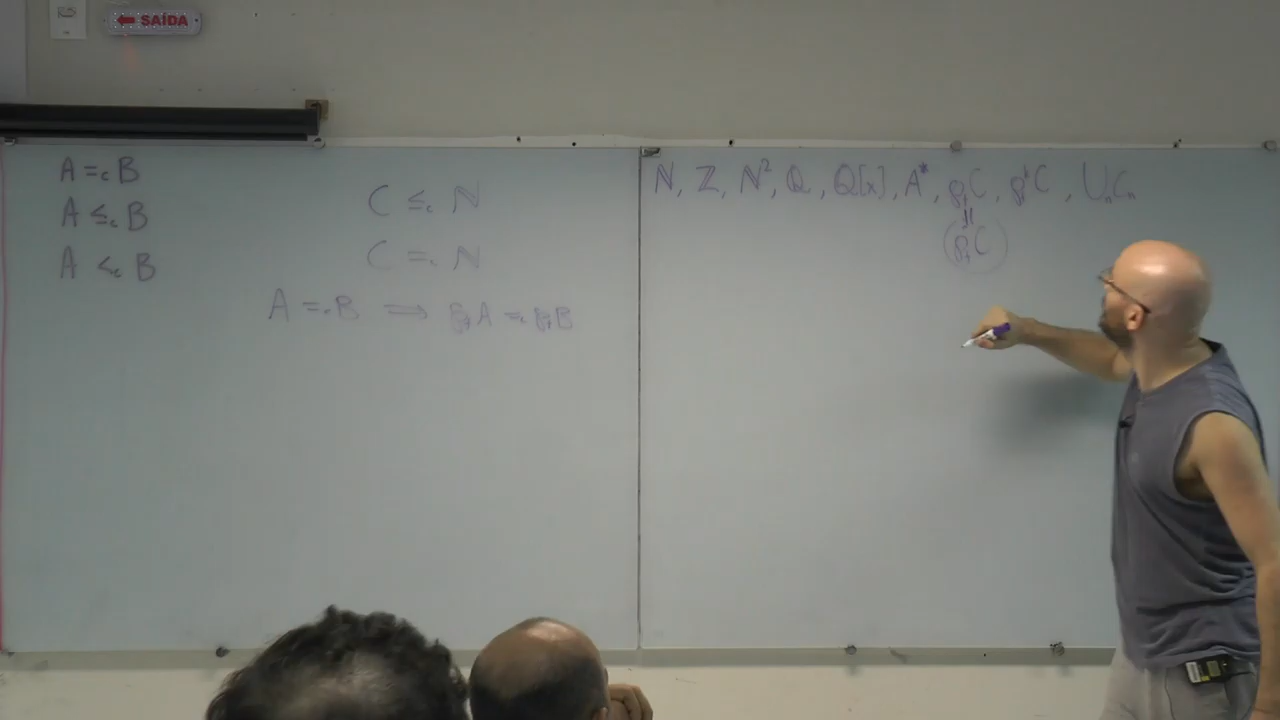 SAÍDA
A =c B
A ≤c B
A <c B
C ≤c ℕ
C =c ℕ
A =c B ⟹ ℘f A =c ℘f B
ℕ, ℤ, ℕ², ℚ, ℚ[x], A*, ℘f C, ℘* C, ⋃n Cn
℘f C